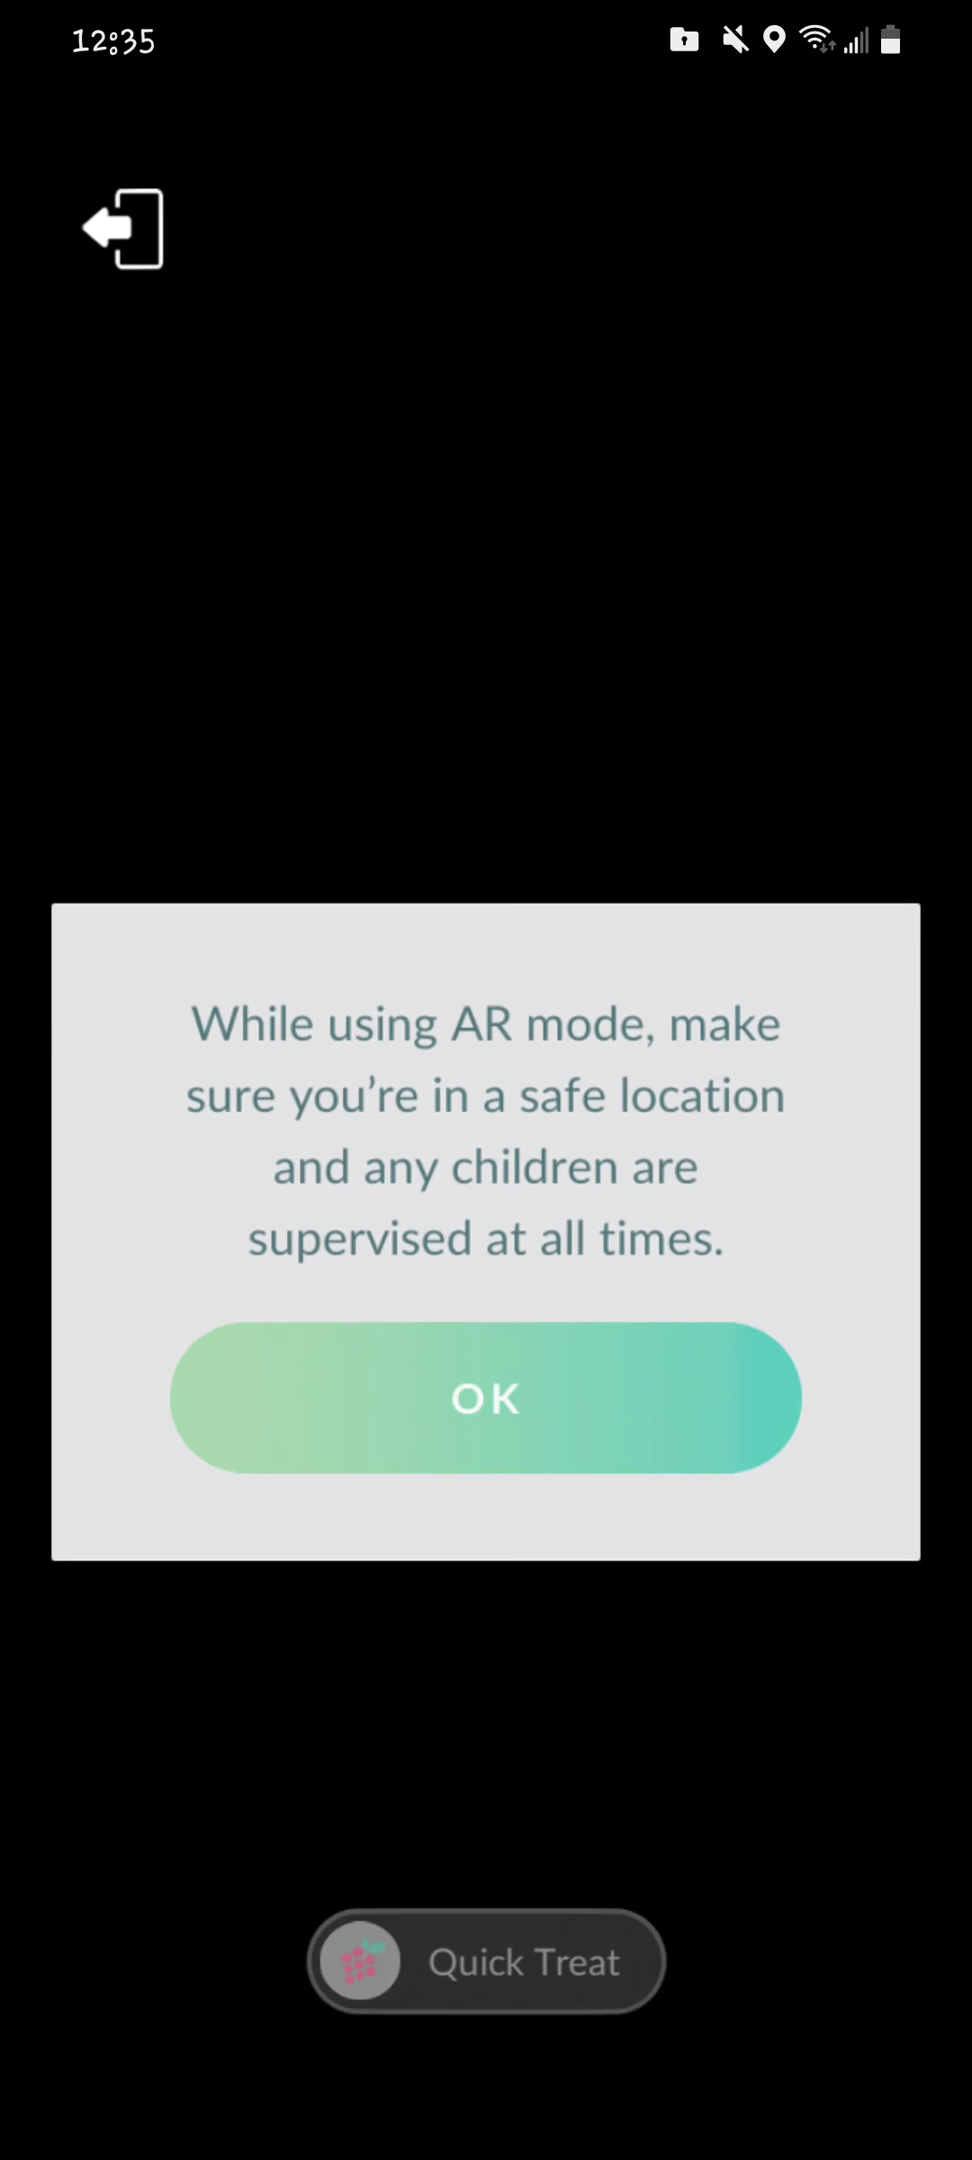 12:35
While using AR mode, make
sure you’re in a safe location
and any children are
supervised at all times.
OK
Quick Treat